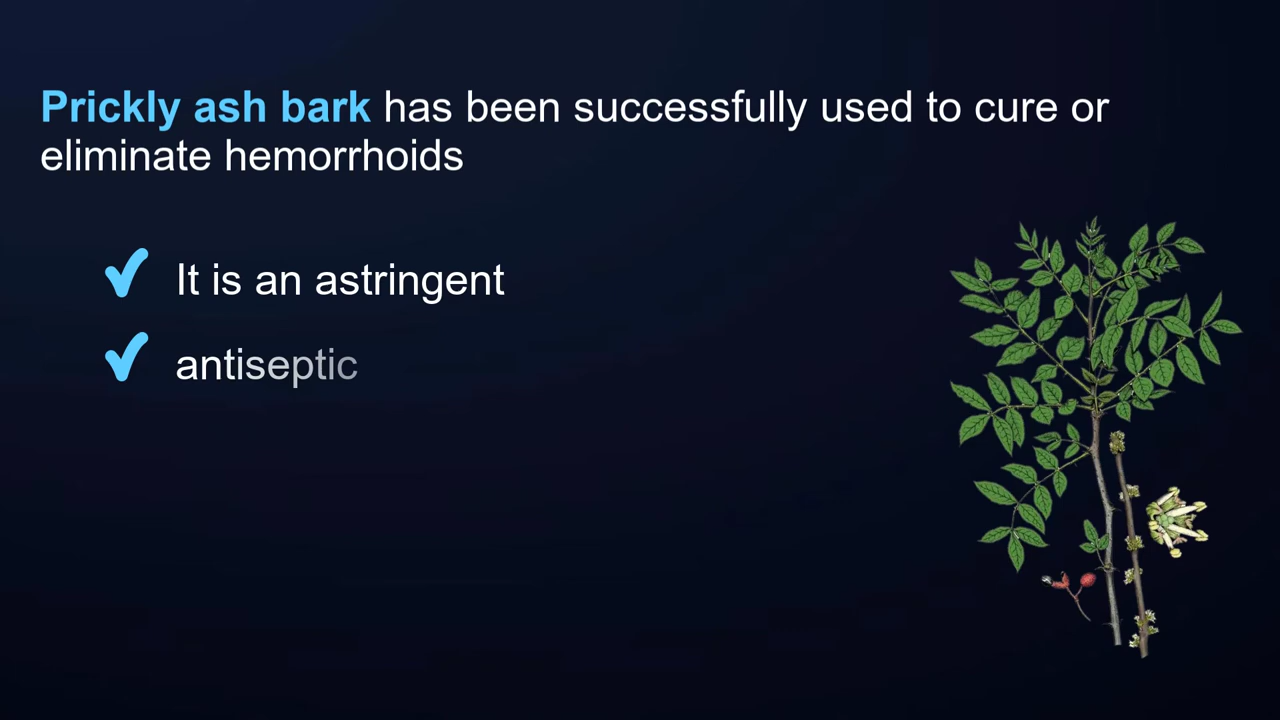 Prickly ash bark has been successfully used to cure or
eliminate hemorrhoids
It is an astringent
antiseptic